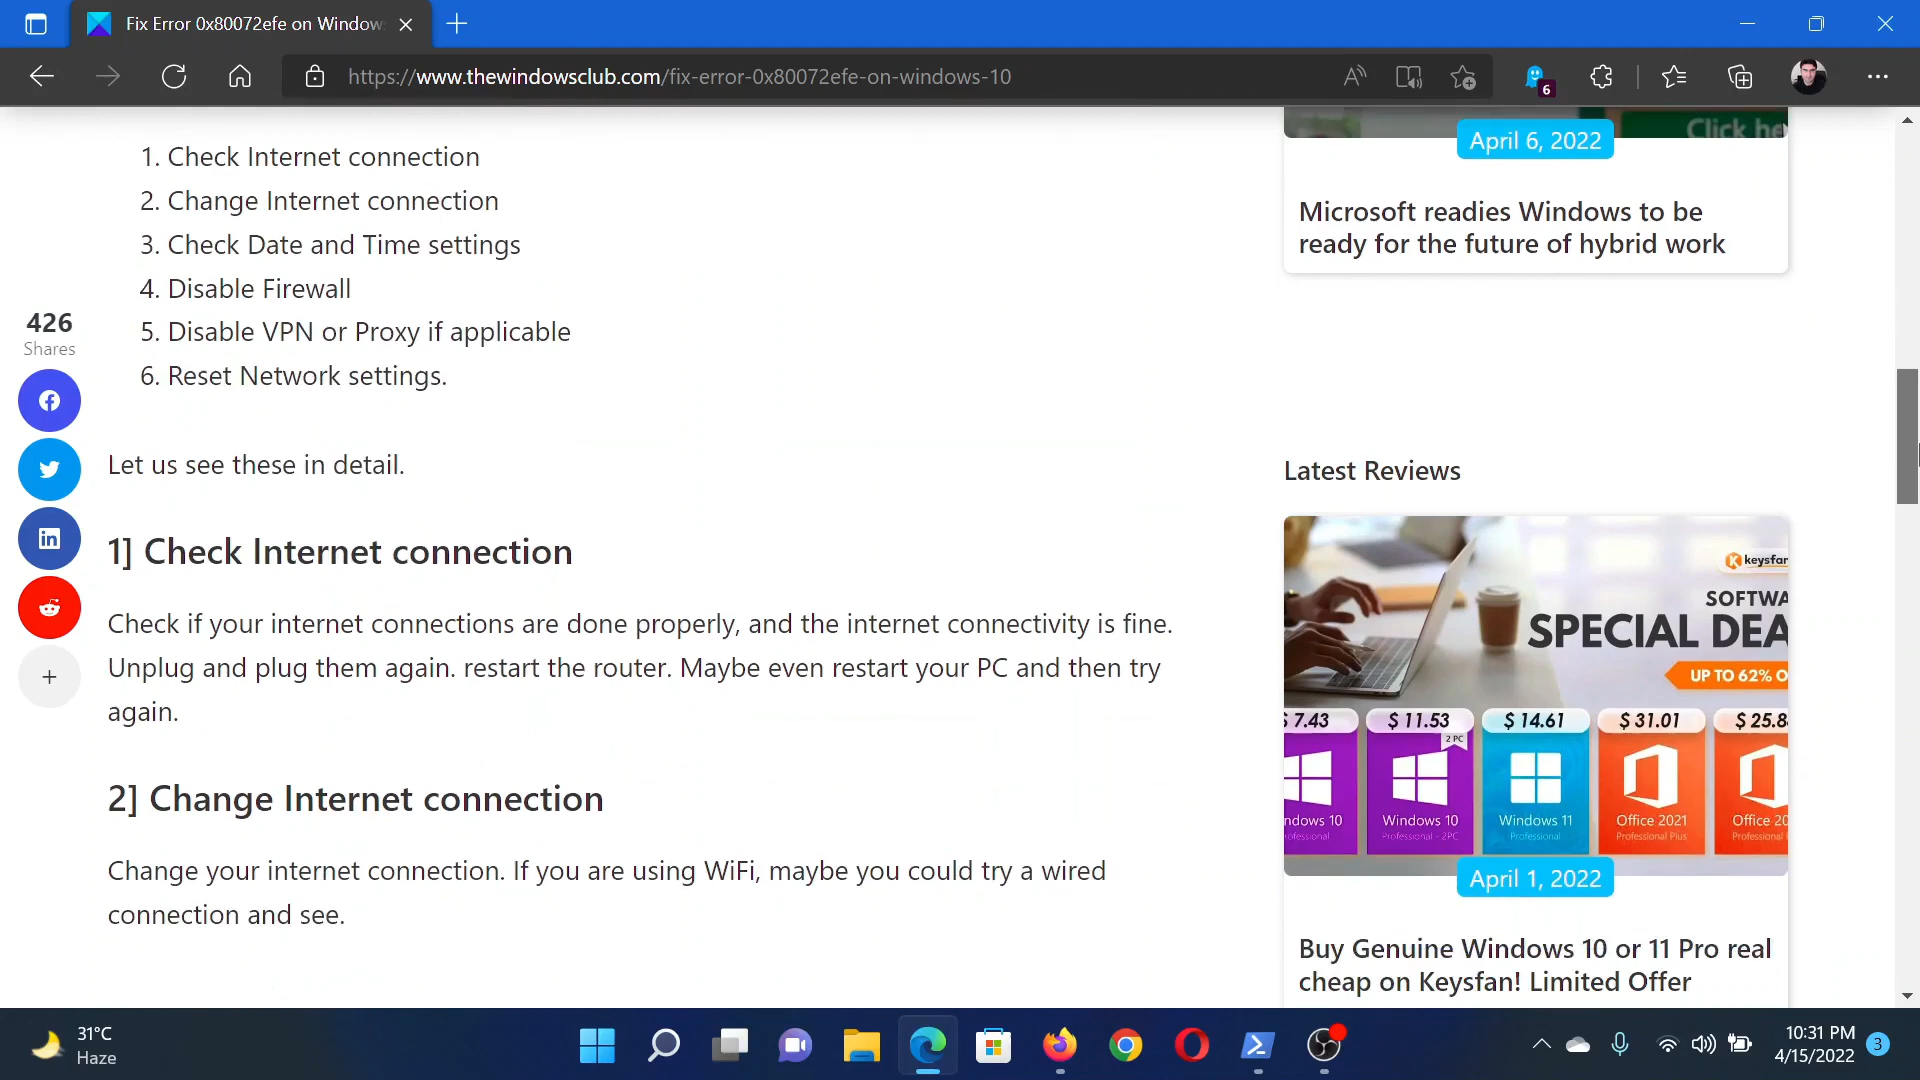 Fix Error 0x80072efe on Window
https://www.thewindowsclub.com/fix-error-0x80072efe-on-windows-10
6
1. Check Internet connection
2. Change Internet connection
3. Check Date and Time settings
4. Disable Firewall
5. Disable VPN or Proxy if applicable
6. Reset Network settings.
426
Shares
Let us see these in detail.
1] Check Internet connection
Check if your internet connections are done properly, and the internet connectivity is fine.
Unplug and plug them again. restart the router. Maybe even restart your PC and then try
again.
2] Change Internet connection
Change your internet connection. If you are using WiFi, maybe you could try a wired
connection and see.
Click he
April 6, 2022
Microsoft readies Windows to be
ready for the future of hybrid work
Latest Reviews
keysfan
SOFTWA
SPECIAL DEA
UP TO 62% O
$ 7.43 $ 11.53 $ 14.61 $ 31.01 $ 25.8
2 PC
ndows 10 Windows 10 Windows 11 Office 2021 Office 20
ofessional Professional - 2PC Professional Professional Plus Professional
April 1, 2022
Buy Genuine Windows 10 or 11 Pro real
cheap on Keysfan! Limited Offer
31°C
Haze
10:31 PM
4/15/2022
3